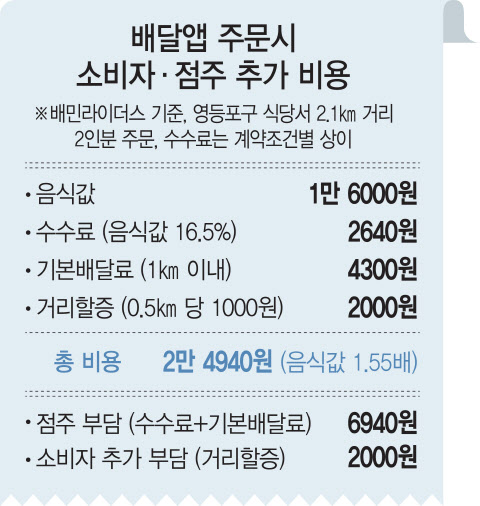 배달앱 주문시
소비자·점주 추가 비용
※배민라이더스 기준, 영등포구 식당서 2.1㎞ 거리
2인분 주문, 수수료는 계약조건별 상이
·음식값 1만 6000원
·수수료 (음식값 16.5%) 2640원
·기본배달료 (1㎞ 이내) 4300원
·거리할증 (0.5㎞ 당 1000원) 2000원
총 비용 2만 4940원 (음식값 1.55배)
·점주 부담 (수수료+기본배달료) 6940원
·소비자 추가 부담 (거리할증) 2000원